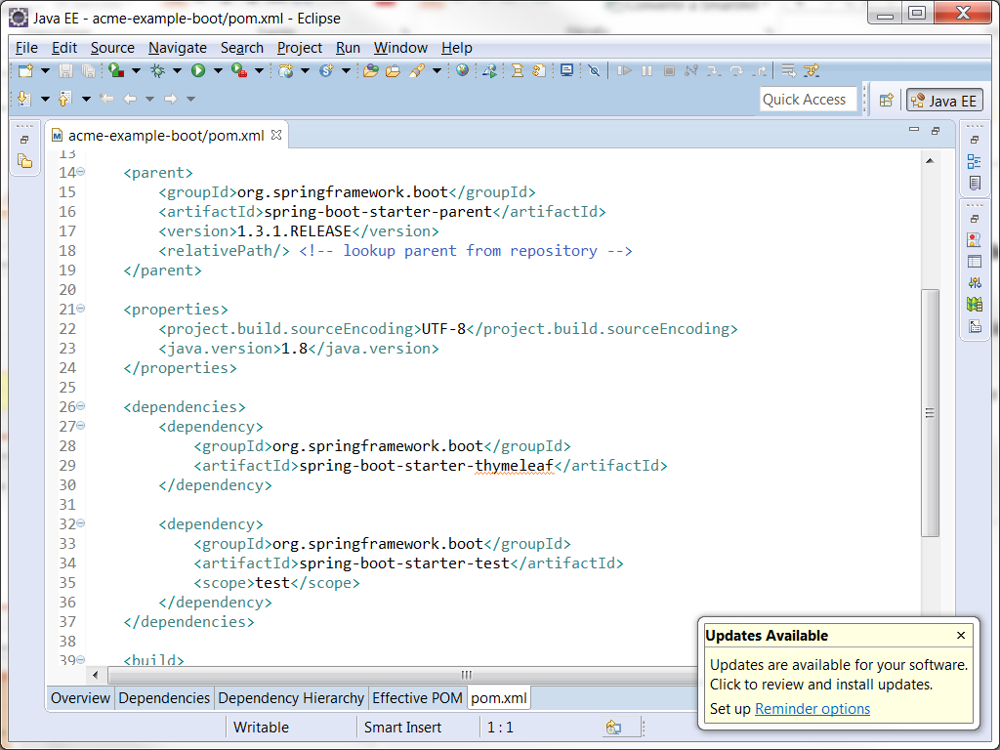 Java EE - acme-example-boot/pom.xml - Eclipse
File Edit Source Navigate Search Project Run Window Help
Quick Access
Java EE
acme-example-boot/pom.xml
13
14 <parent>
15 <groupId>org.springframework.boot</groupId>
16 <artifactId>spring-boot-starter-parent</artifactId>
17 <version>1.3.1.RELEASE</version>
18 <relativePath/> <!-- lookup parent from repository -->
19 </parent>
20
21 <properties>
22 <project.build.sourceEncoding>UTF-8</project.build.sourceEncoding>
23 <java.version>1.8</java.version>
24 </properties>
25
26 <dependencies>
27 <dependency>
28 <groupId>org.springframework.boot</groupId>
29 <artifactId>spring-boot-starter-thymeleaf</artifactId>
30 </dependency>
31
32 <dependency>
33 <groupId>org.springframework.boot</groupId>
34 <artifactId>spring-boot-starter-test</artifactId>
35 <scope>test</scope>
36 </dependency>
37 </dependencies>
38
39 <build>
Overview Dependencies Dependency Hierarchy Effective POM pom.xml
Writable Smart Insert 1 : 1
Updates Available
Updates are available for your software.
Click to review and install updates.
Set up Reminder options